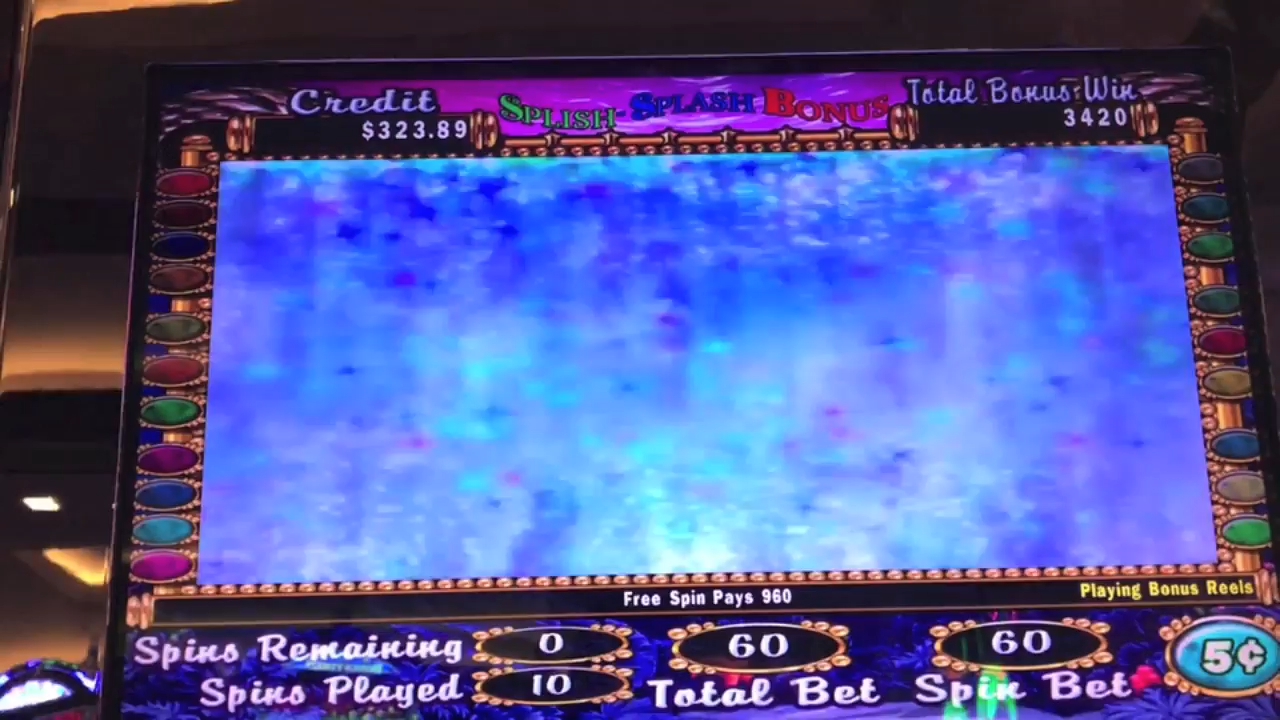 Credit
$323.89
SPLISH-SPLASH BONUS
Total Bonus Win
3420
Free Spin Pays 960
Playing Bonus Reels
Spins Remaining 0
Spins Played 10
60
Total Bet
60
Spin Bet
5¢